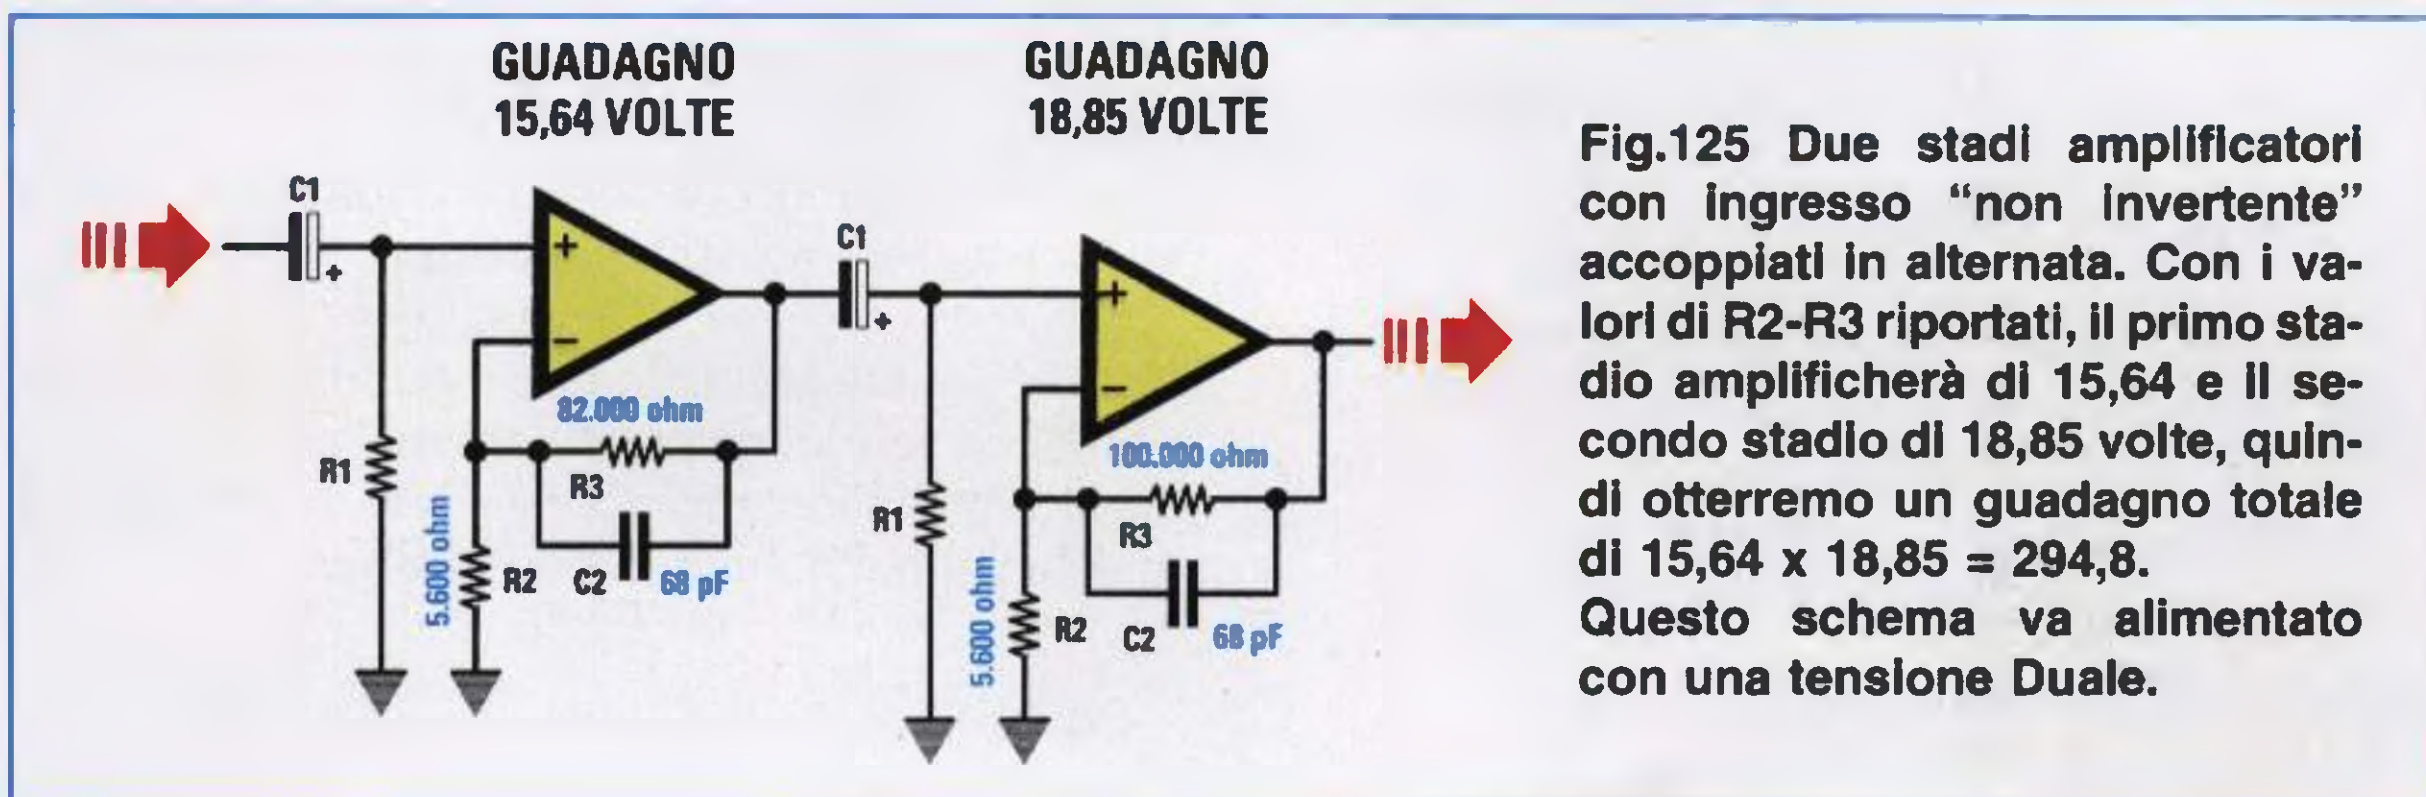 GUADAGNO
15,64 VOLTE
GUADAGNO
18,85 VOLTE
C1
+
+
−
R1
82.000 ohm
R3
5.600 ohm
R2
C2
68 pF
C1
+
+
−
R1
100.000 ohm
R3
5.600 ohm
R2
C2
68 pF
Fig.125 Due stadi amplificatori
con ingresso “non invertente”
accoppiati in alternata. Con i va-
lori di R2-R3 riportati, il primo sta-
dio amplificherà di 15,64 e il se-
condo stadio di 18,85 volte, quin-
di otterremo un guadagno totale
di 15,64 x 18,85 = 294,8.
Questo schema va alimentato
con una tensione Duale.